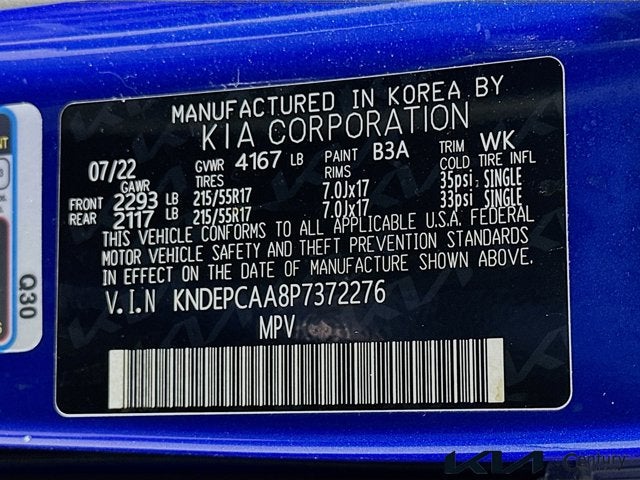 MANUFACTURED IN KOREA BY
KIA CORPORATION
07/22 GVWR 4167 LB PAINT B3A TRIM WK
GAWR TIRES RIMS COLD TIRE INFL
FRONT 2293 LB 215/55R17 7.0Jx17 35psi SINGLE
REAR 2117 LB 215/55R17 7.0Jx17 33psi SINGLE
THIS VEHICLE CONFORMS TO ALL APPLICABLE U.S.A. FEDERAL
MOTOR VEHICLE SAFETY AND THEFT PREVENTION STANDARDS
IN EFFECT ON THE DATE OF MANUFACTURE SHOWN ABOVE.
V.I.N KNDEPCAA8P7372276
MPV
Q30
KIA Century